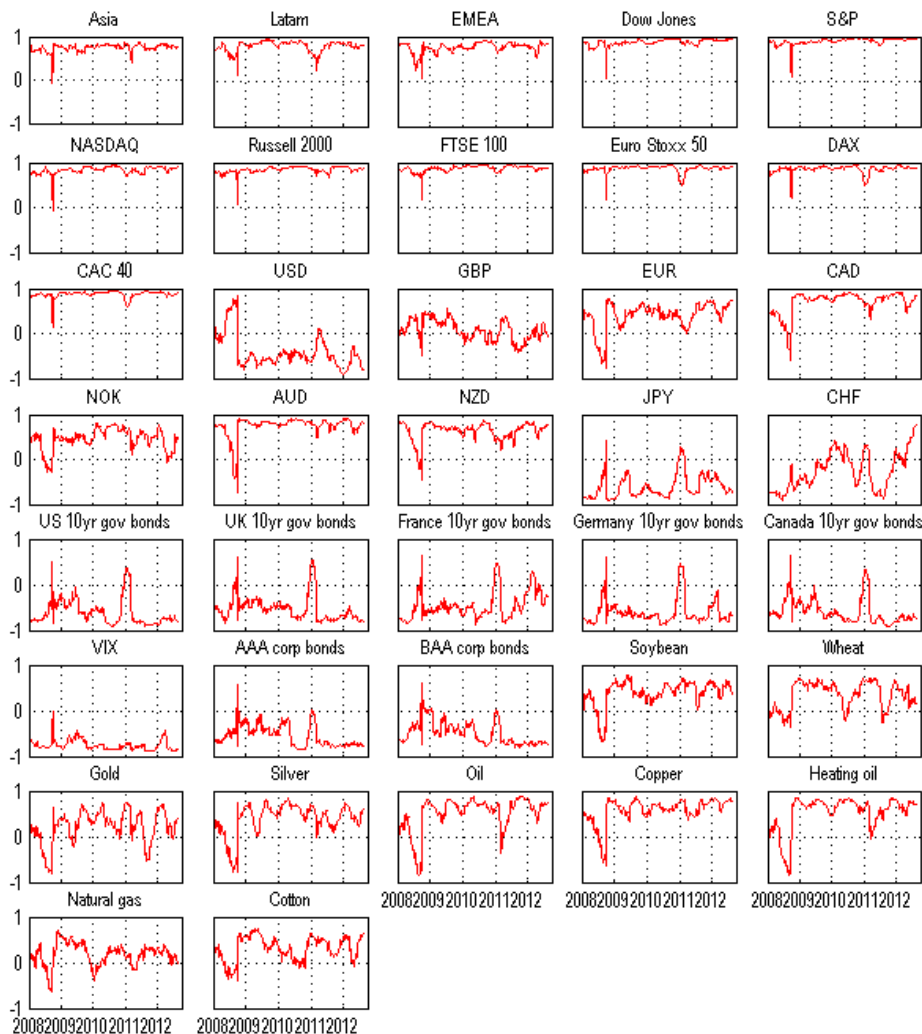 Asia Latam EMEA Dow Jones S&P
1
0
-1
NASDAQ Russell 2000 FTSE 100 Euro Stoxx 50 DAX
1
0
-1
CAC 40 USD GBP EUR CAD
1
0
-1
NOK AUD NZD JPY CHF
1
0
-1
US 10yr gov bonds UK 10yr gov bonds France 10yr gov bonds Germany 10yr gov bonds Canada 10yr gov bonds
1
0
-1
VIX AAA corp bonds BAA corp bonds Soybean Wheat
1
0
-1
Gold Silver Oil Copper Heating oil
1
0
-1
2008 2009 2010 2011 2012 2008 2009 2010 2011 2012 2008 2009 2010 2011 2012
Natural gas Cotton
1
0
-1
2008 2009 2010 2011 2012 2008 2009 2010 2011 2012